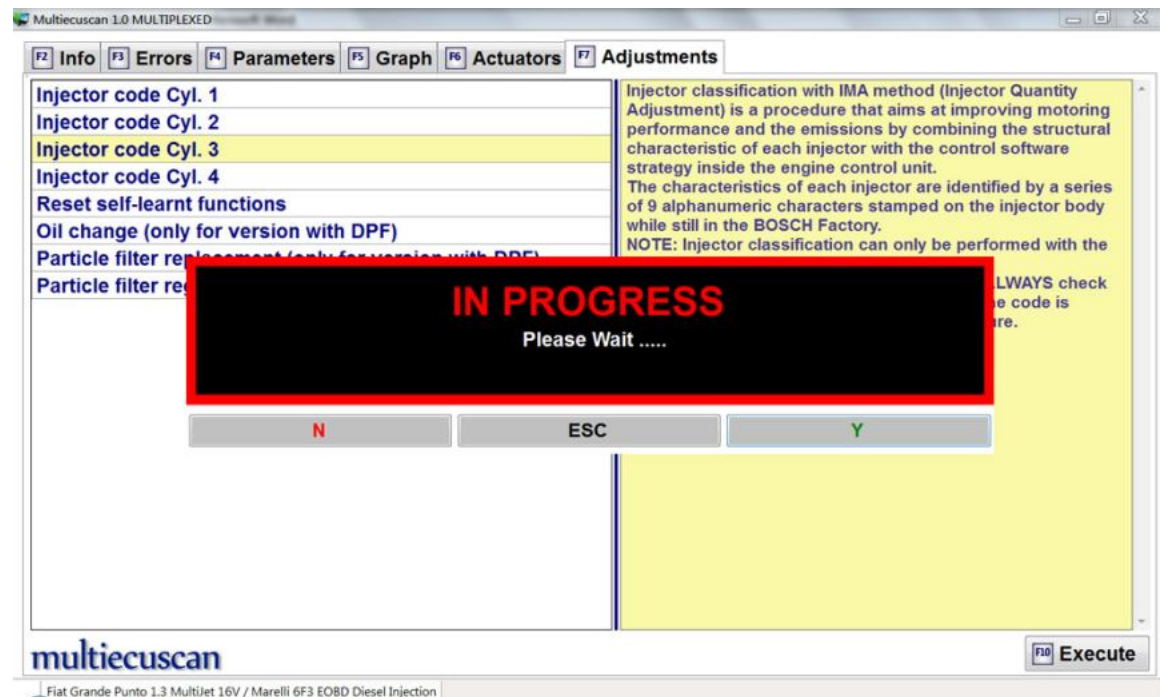 Multiecuscan 1.0 MULTIPLEXED
F2 Info F3 Errors F4 Parameters F5 Graph F6 Actuators F7 Adjustments
Injector code Cyl. 1
Injector code Cyl. 2
Injector code Cyl. 3
Injector code Cyl. 4
Reset self-learnt functions
Oil change (only for version with DPF)
Particle filter replacement (only for version with DPF)
Particle filter
Injector classification with IMA method (Injector Quantity
Adjustment) is a procedure that aims at improving motoring
performance and the emissions by combining the structural
characteristic of each injector with the control software
strategy inside the engine control unit.
The characteristics of each injector are identified by a series
of 9 alphanumeric characters stamped on the injector body
while still in the BOSCH Factory.
NOTE: Injector classification can only be performed with the
check
code is
IN PROGRESS
Please Wait .....
N ESC Y
multiecuscan
F10 Execute
Fiat Grande Punto 1.3 MultiJet 16V / Marelli 6F3 EOBD Diesel Injection